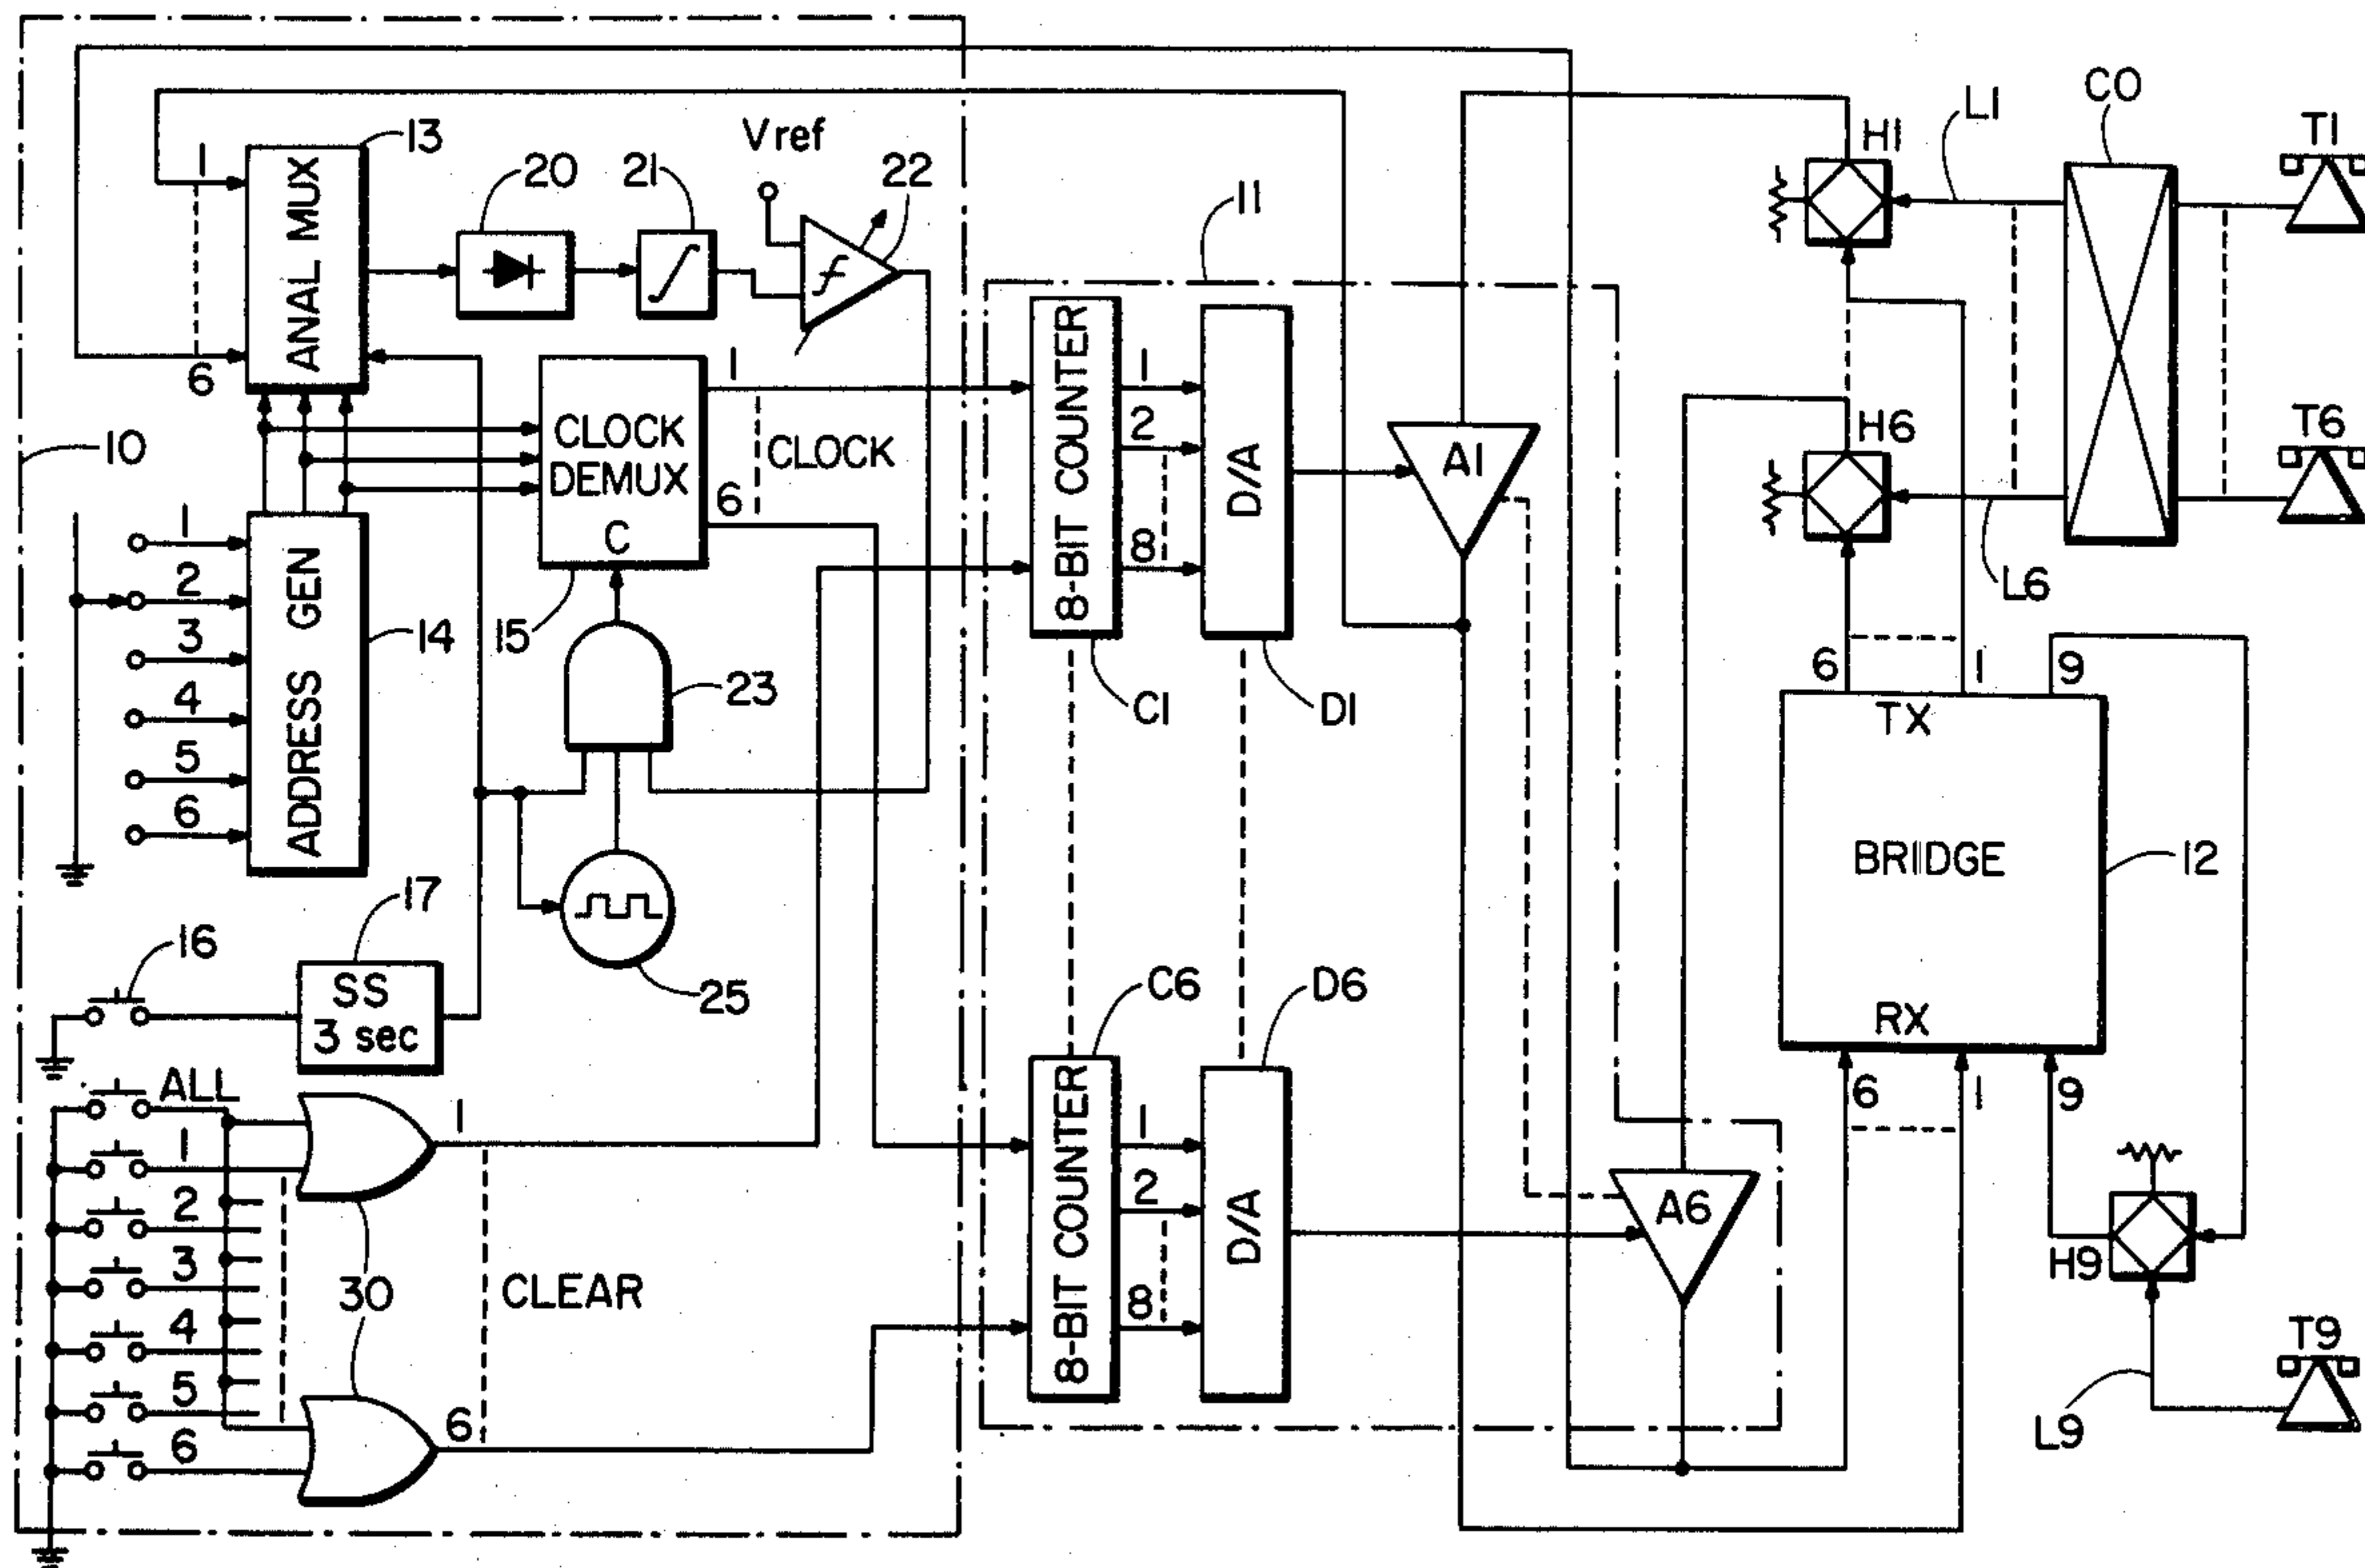 CO
L1
H1
T1
1
13
ANAL MUX
20
21
Vref
22
11
6
10
CLOCK
DEMUX
C
15
1
CLOCK
6
8-BIT COUNTER
1
2
8
D/A
A1
H6
T6
L6
C1
D1
1
2
3
4
5
6
ADDRESS GEN
14
23
25
6
1
9
TX
BRIDGE
12
RX
6
1
9
16
17
SS
3 sec
ALL
1
2
3
4
5
6
30
1
6
CLEAR
C6
D6
8-BIT COUNTER
1
2
8
D/A
A6
H9
T9
L9